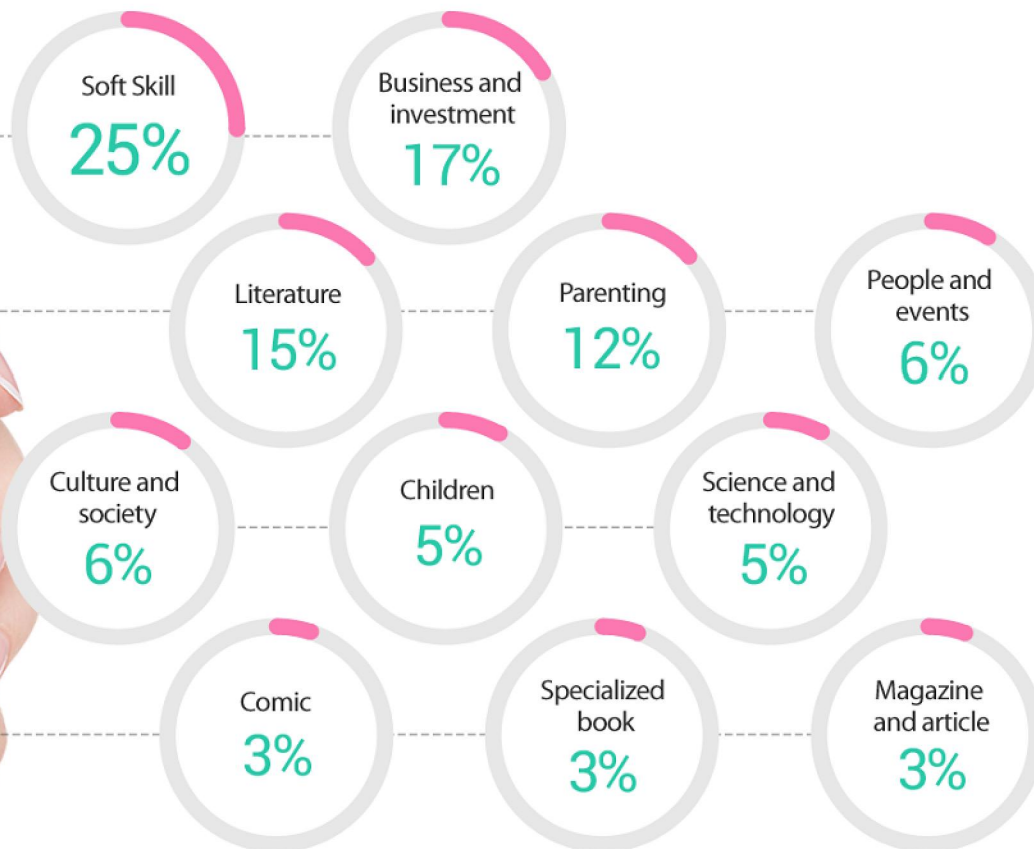 Soft Skill
25%
Business and
investment
17%
Literature
15%
Parenting
12%
People and
events
6%
Culture and
society
6%
Children
5%
Science and
technology
5%
Comic
3%
Specialized
book
3%
Magazine
and article
3%